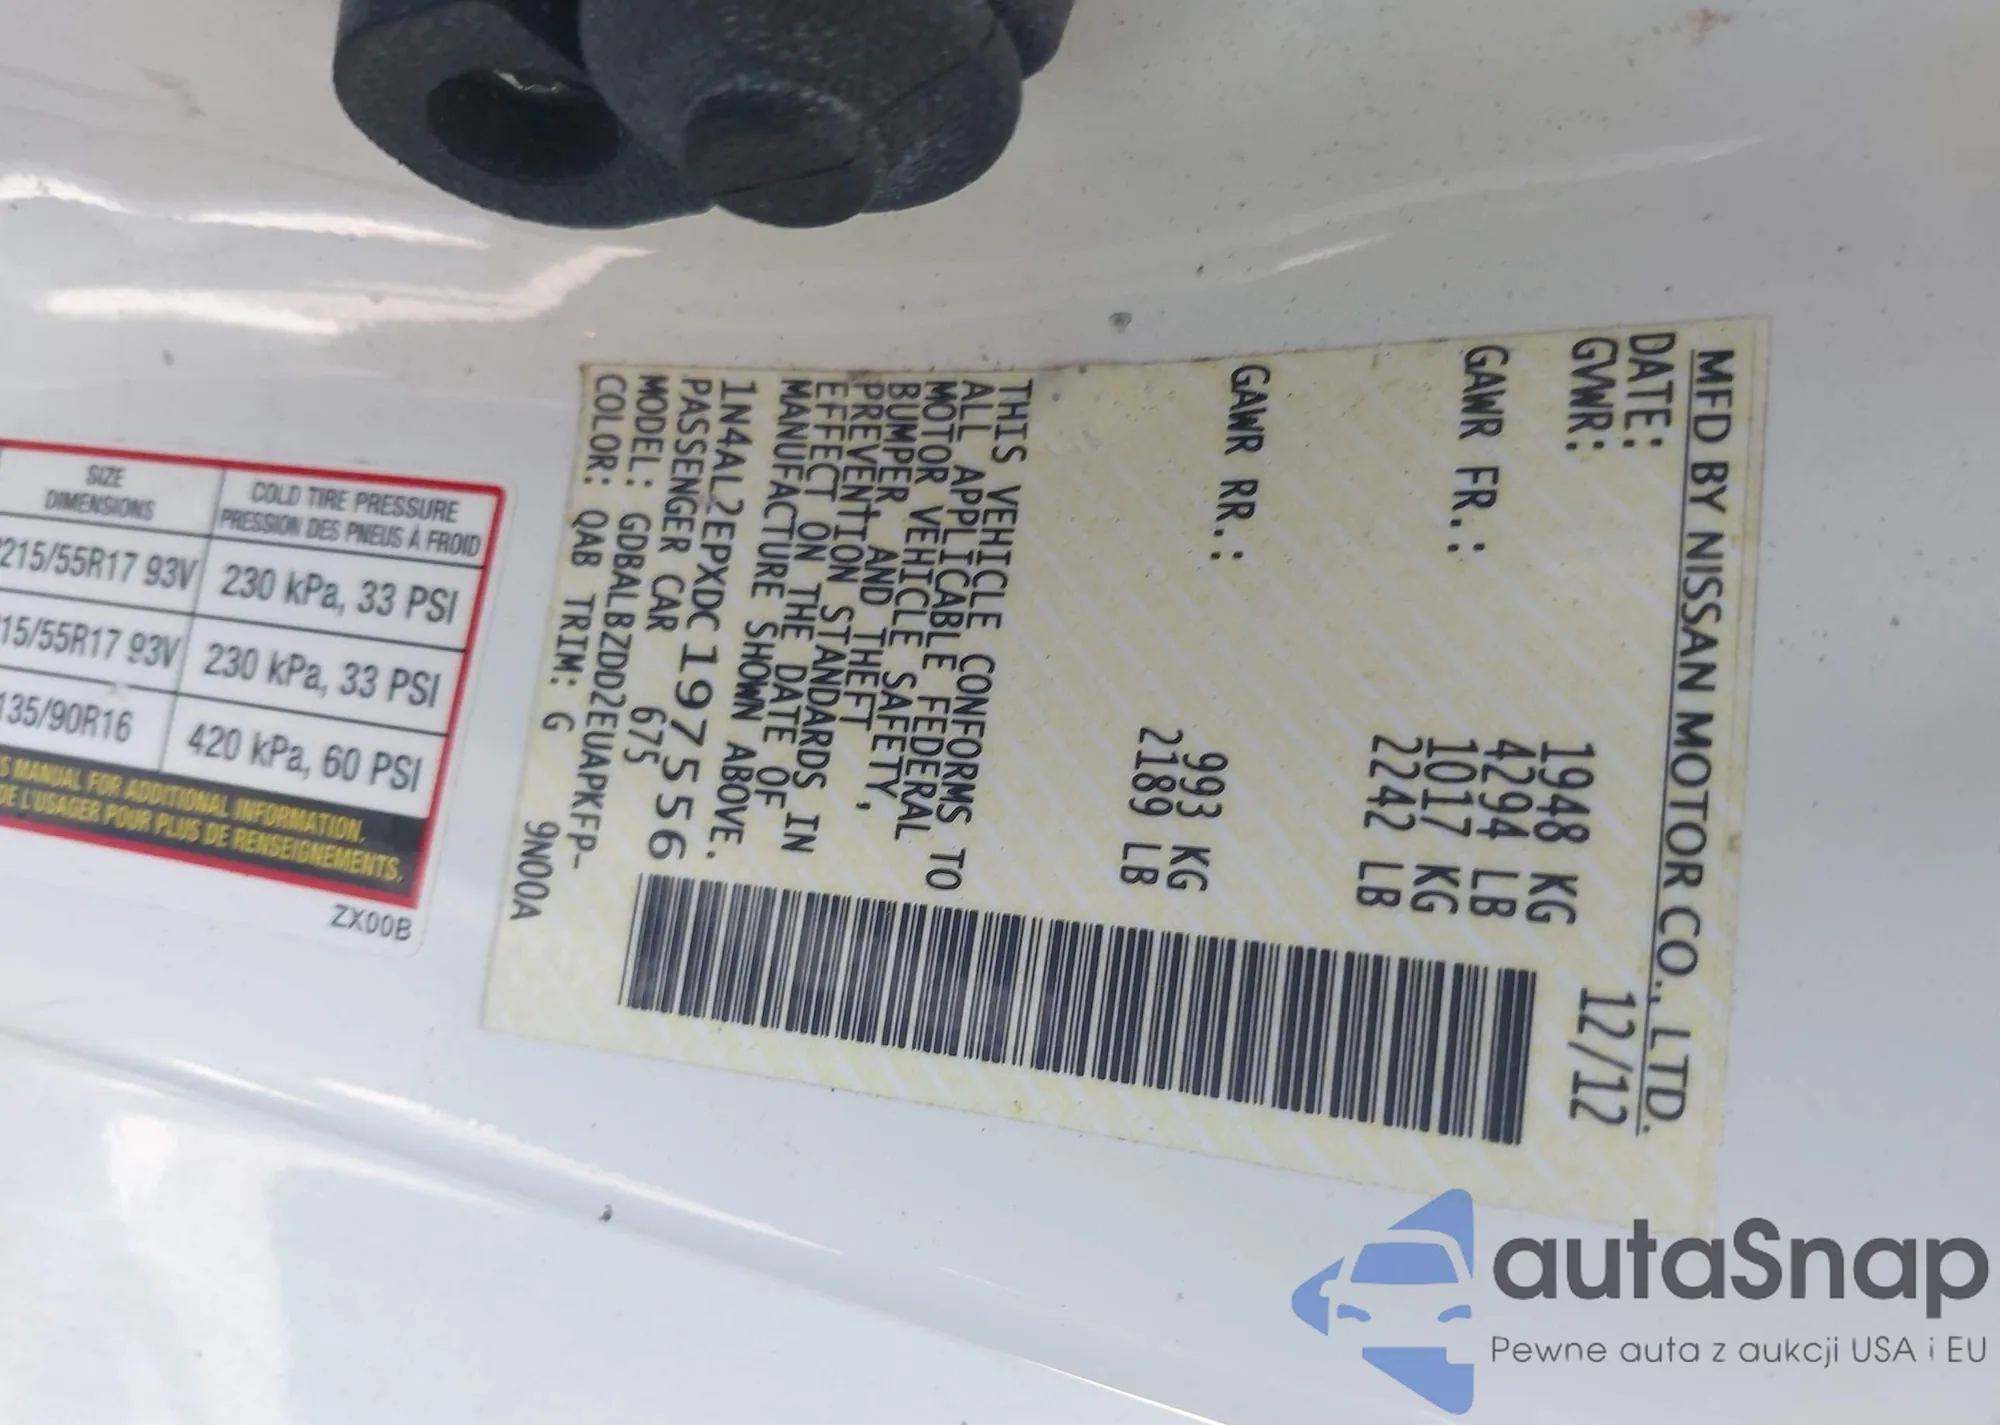 MFD BY NISSAN MOTOR CO., LTD.
DATE: 12/12
GVWR: 1948 KG
4294 LB
GAWR FR.: 1017 KG
2242 LB
GAWR RR.: 993 KG
2189 LB
THIS VEHICLE CONFORMS TO
ALL APPLICABLE FEDERAL
MOTOR VEHICLE SAFETY,
BUMPER, AND THEFT
PREVENTION STANDARDS IN
EFFECT ON THE DATE OF
MANUFACTURE SHOWN ABOVE.
1N4AL2EPXDC197556
PASSENGER CAR 675
MODEL: GDBALBZDD2EUAPKFP-
COLOR: QAB TRIM: G 9N00A
SIZE
DIMENSIONS
COLD TIRE PRESSURE
PRESSION DES PNEUS À FROID
215/55R17 93V 230 kPa, 33 PSI
15/55R17 93V 230 kPa, 33 PSI
135/90R16 420 kPa, 60 PSI
MANUAL FOR ADDITIONAL INFORMATION.
DE L'USAGER POUR PLUS DE RENSEIGNEMENTS.
ZX00B
autaSnap
Pewne auta z aukcji USA i EU